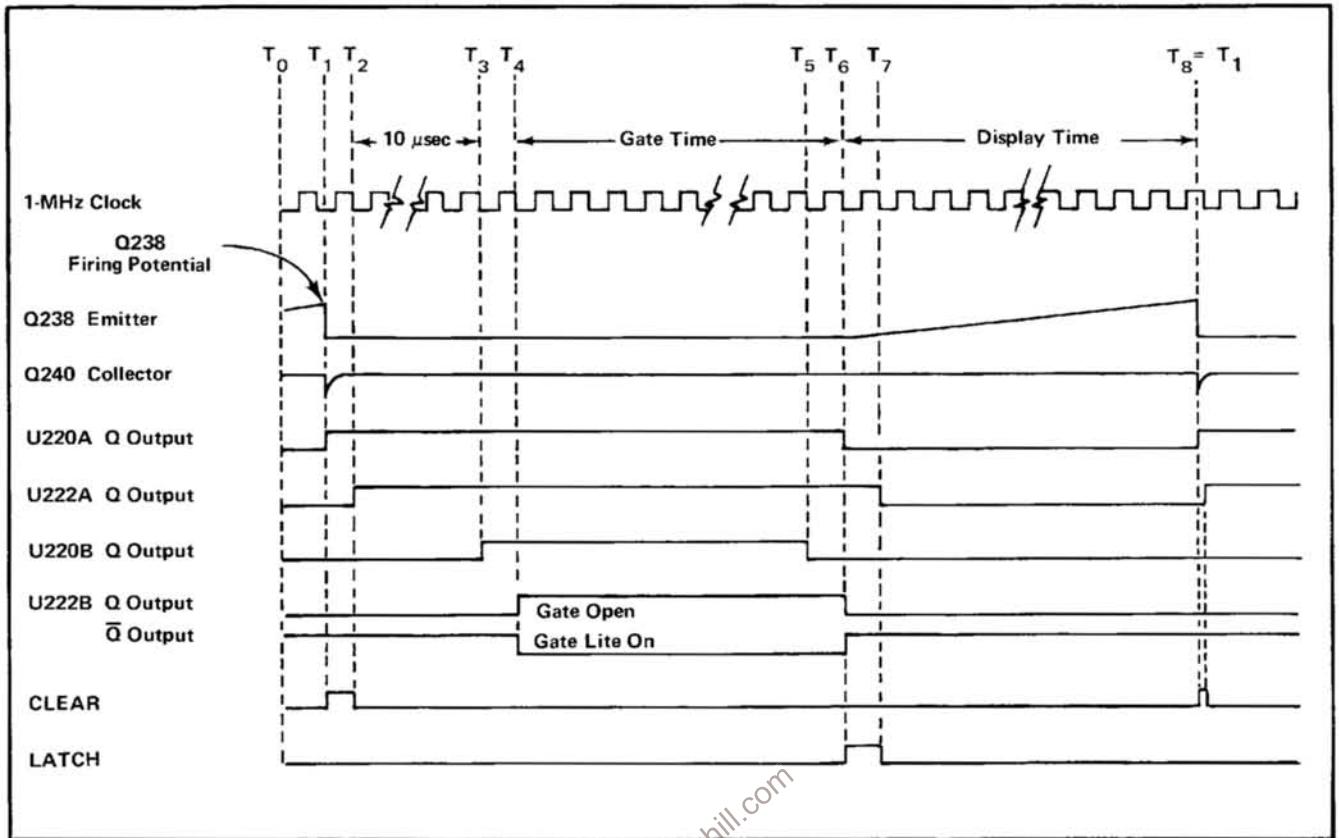 T0 T1 T2 T3 T4 T5 T6 T7 T8 = T1
10 μsec Gate Time Display Time
1-MHz Clock
Q238
Firing Potential
Q238 Emitter
Q240 Collector
U220A Q Output
U222A Q Output
U220B Q Output
U222B Q Output Gate Open
Q̅ Output Gate Lite On
CLEAR
LATCH
hill.com